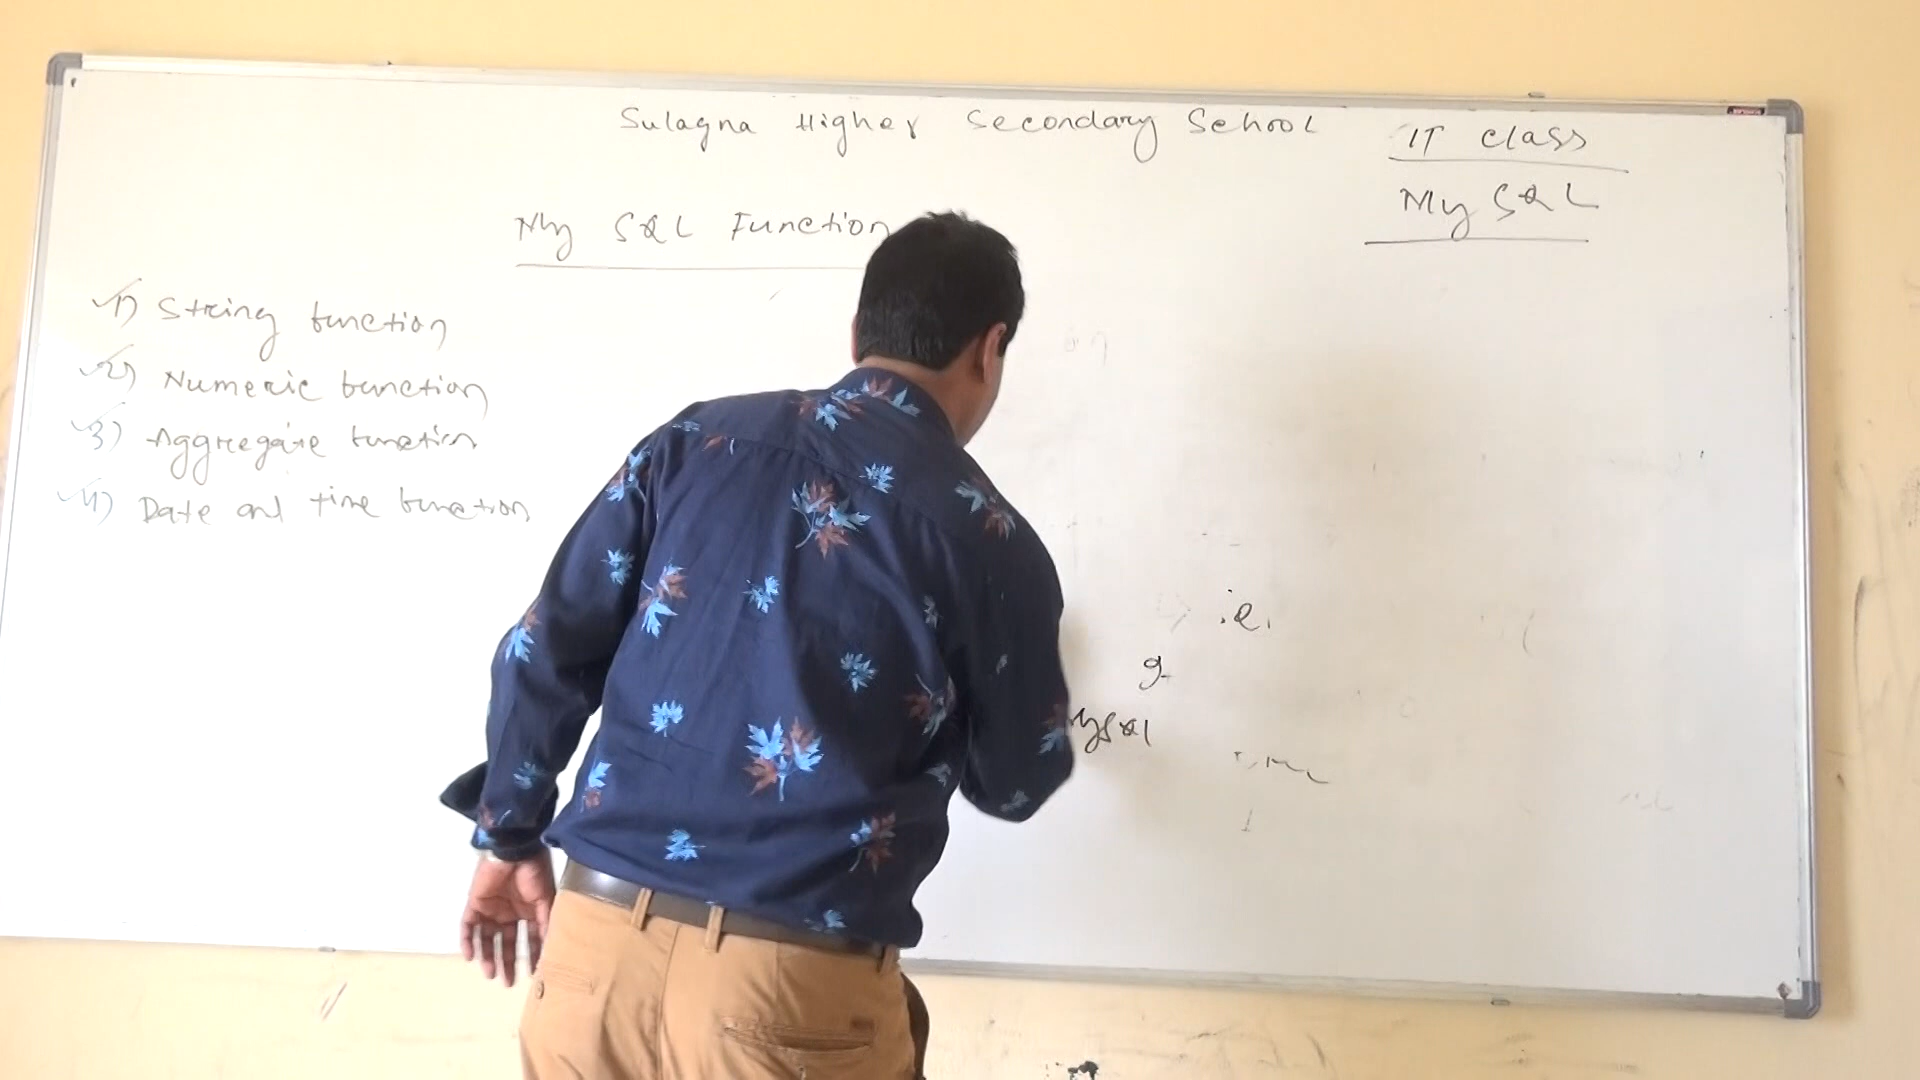 Sulagna Higher Secondary School
IT class
My SQL
My SQL Function
1) String function
2) Numeric function
3) Aggregate function
4) Date and time function
i.e.
g.
Mysql